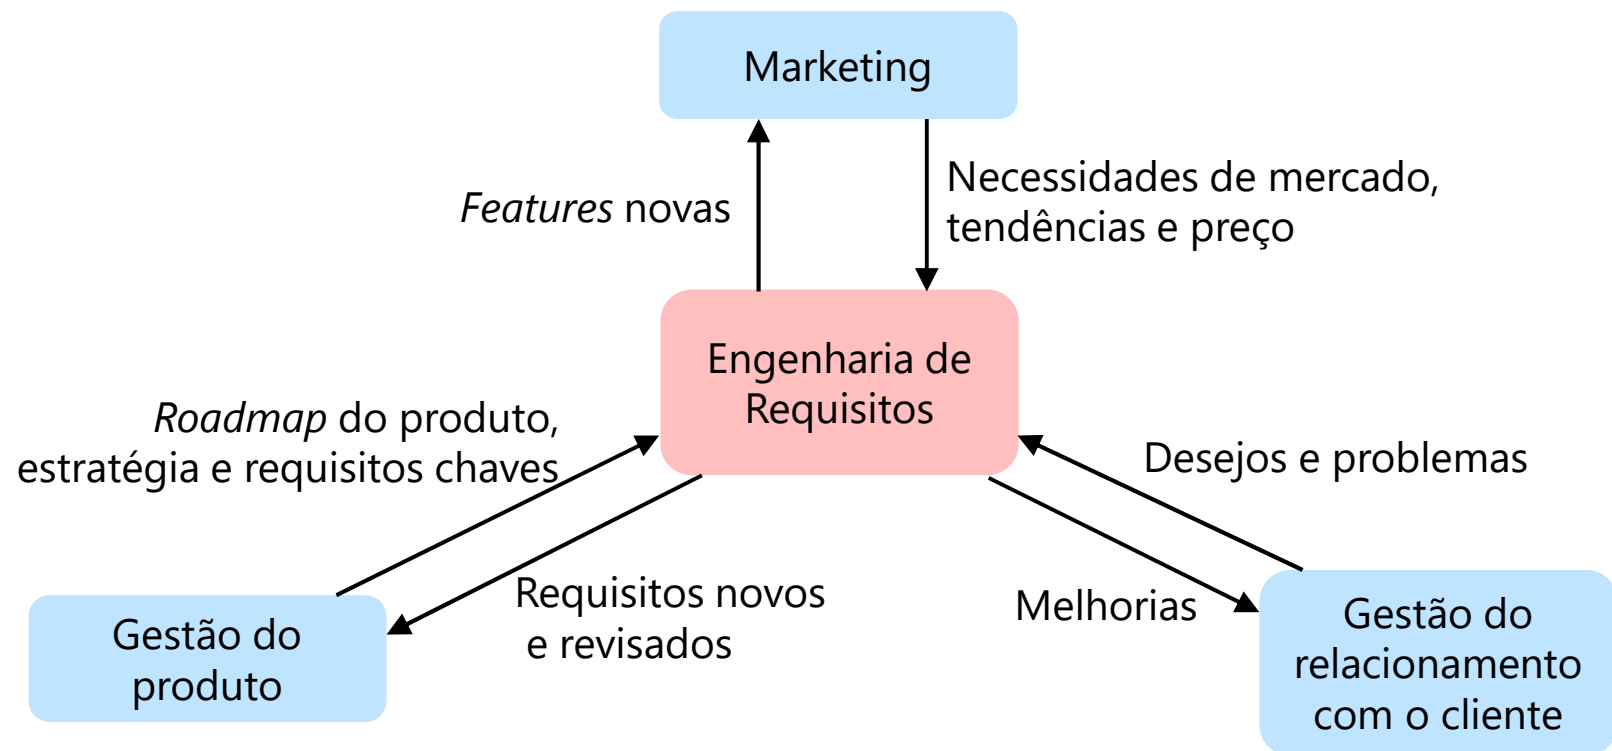 Marketing
Features novas
Necessidades de mercado,
tendências e preço
Engenharia de
Requisitos
Roadmap do produto,
estratégia e requisitos chaves
Desejos e problemas
Requisitos novos
e revisados
Melhorias
Gestão do
produto
Gestão do
relacionamento
com o cliente